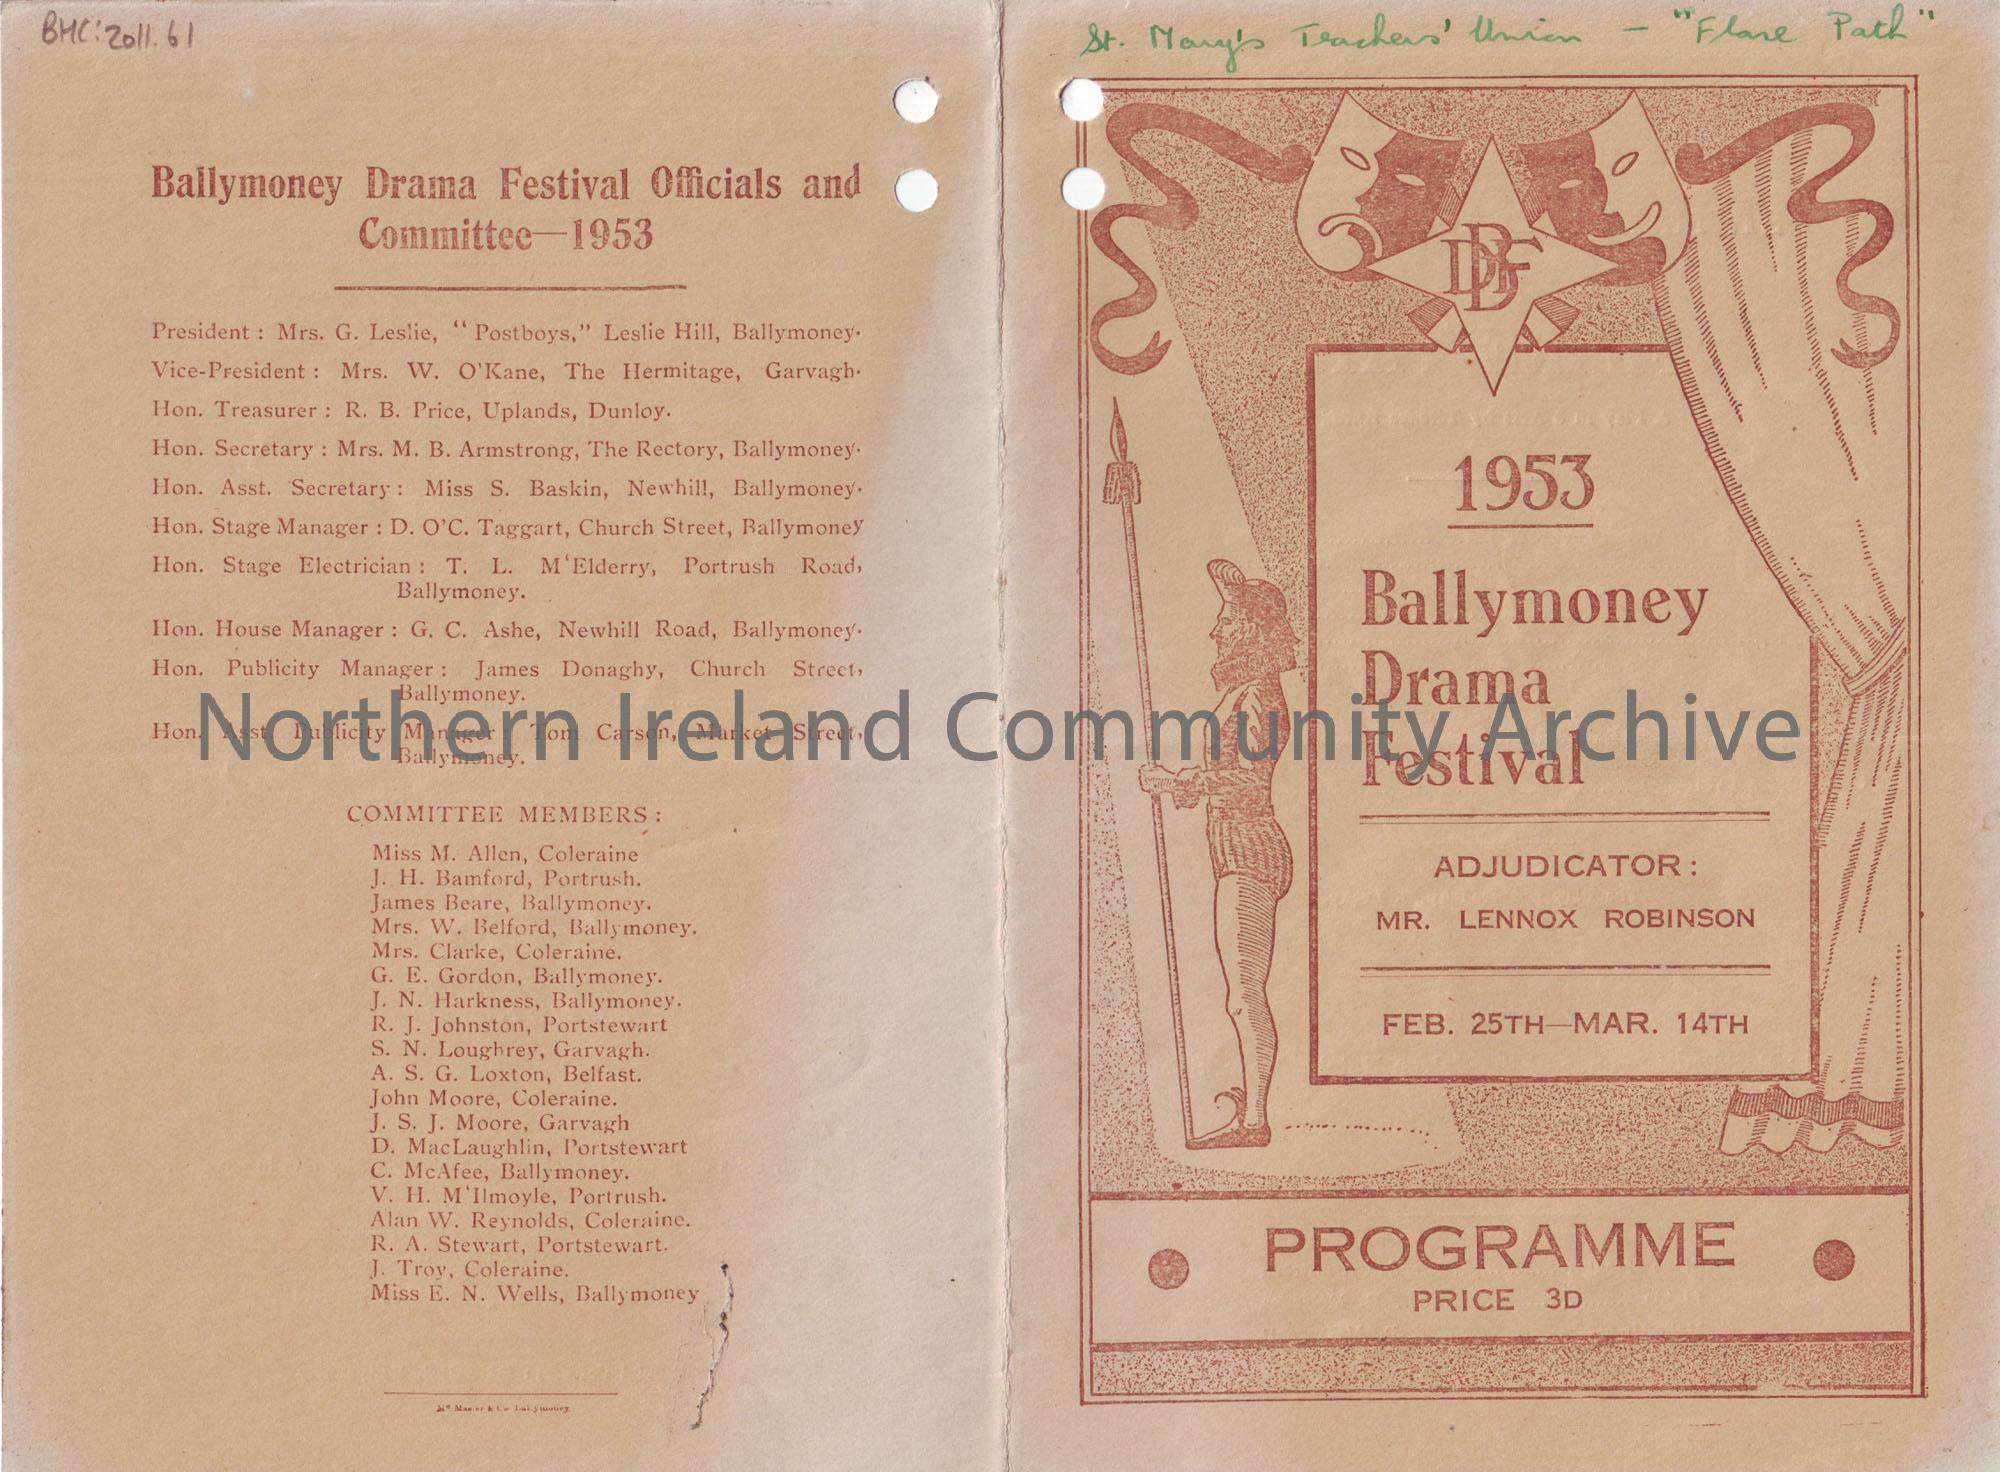 BMC:2011.61
Ballymoney Drama Festival Officials and
Committee—1953
President : Mrs. G. Leslie, "Postboys," Leslie Hill, Ballymoney.
Vice-President : Mrs. W. O'Kane, The Hermitage, Garvagh.
Hon. Treasurer : R. B. Price, Uplands, Dunloy.
Hon. Secretary : Mrs. M. B. Armstrong, The Rectory, Ballymoney.
Hon. Asst. Secretary : Miss S. Baskin, Newhill, Ballymoney.
Hon. Stage Manager : D. O'C. Taggart, Church Street, Ballymoney
Hon. Stage Electrician : T. L. M'Elderry, Portrush Road,
Ballymoney.
Hon. House Manager : G. C. Ashe, Newhill Road, Ballymoney.
Hon. Publicity Manager : James Donaghy, Church Street,
Ballymoney.
Hon. Asst. Publicity Manager : Tom Carson, Market Street,
Ballymoney.
COMMITTEE MEMBERS :
Miss M. Allen, Coleraine
J. H. Bamford, Portrush.
James Beare, Ballymoney.
Mrs. W. Belford, Ballymoney.
Mrs. Clarke, Coleraine.
G. E. Gordon, Ballymoney.
J. N. Harkness, Ballymoney.
R. J. Johnston, Portstewart
S. N. Loughrey, Garvagh.
A. S. G. Loxton, Belfast.
John Moore, Coleraine.
J. S. J. Moore, Garvagh
D. MacLaughlin, Portstewart
C. McAfee, Ballymoney.
V. H. M'Ilmoyle, Portrush.
Alan W. Reynolds, Coleraine.
R. A. Stewart, Portstewart.
J. Troy, Coleraine.
Miss E. N. Wells, Ballymoney
St. Mary's Teachers' Union - "Flare Path"
BDF
1953
Ballymoney
Drama
Festival
ADJUDICATOR :
MR. LENNOX ROBINSON
FEB. 25TH—MAR. 14TH
PROGRAMME
PRICE 3D
Northern Ireland Community Archive